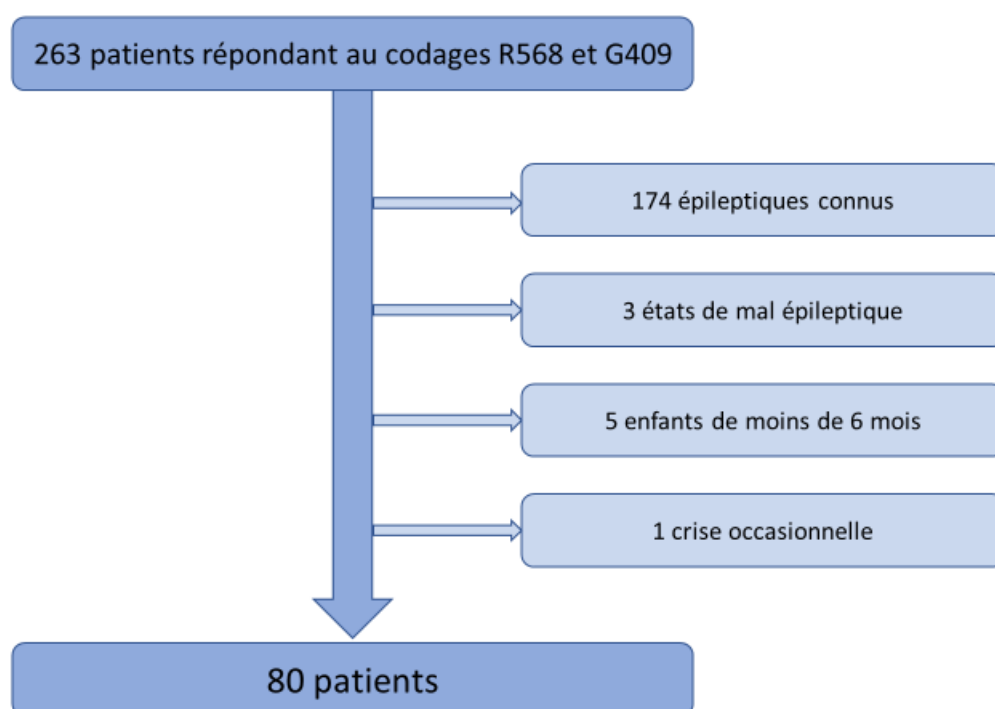 263 patients répondant au codages R568 et G409
174 épileptiques connus
3 états de mal épileptique
5 enfants de moins de 6 mois
1 crise occasionnelle
80 patients